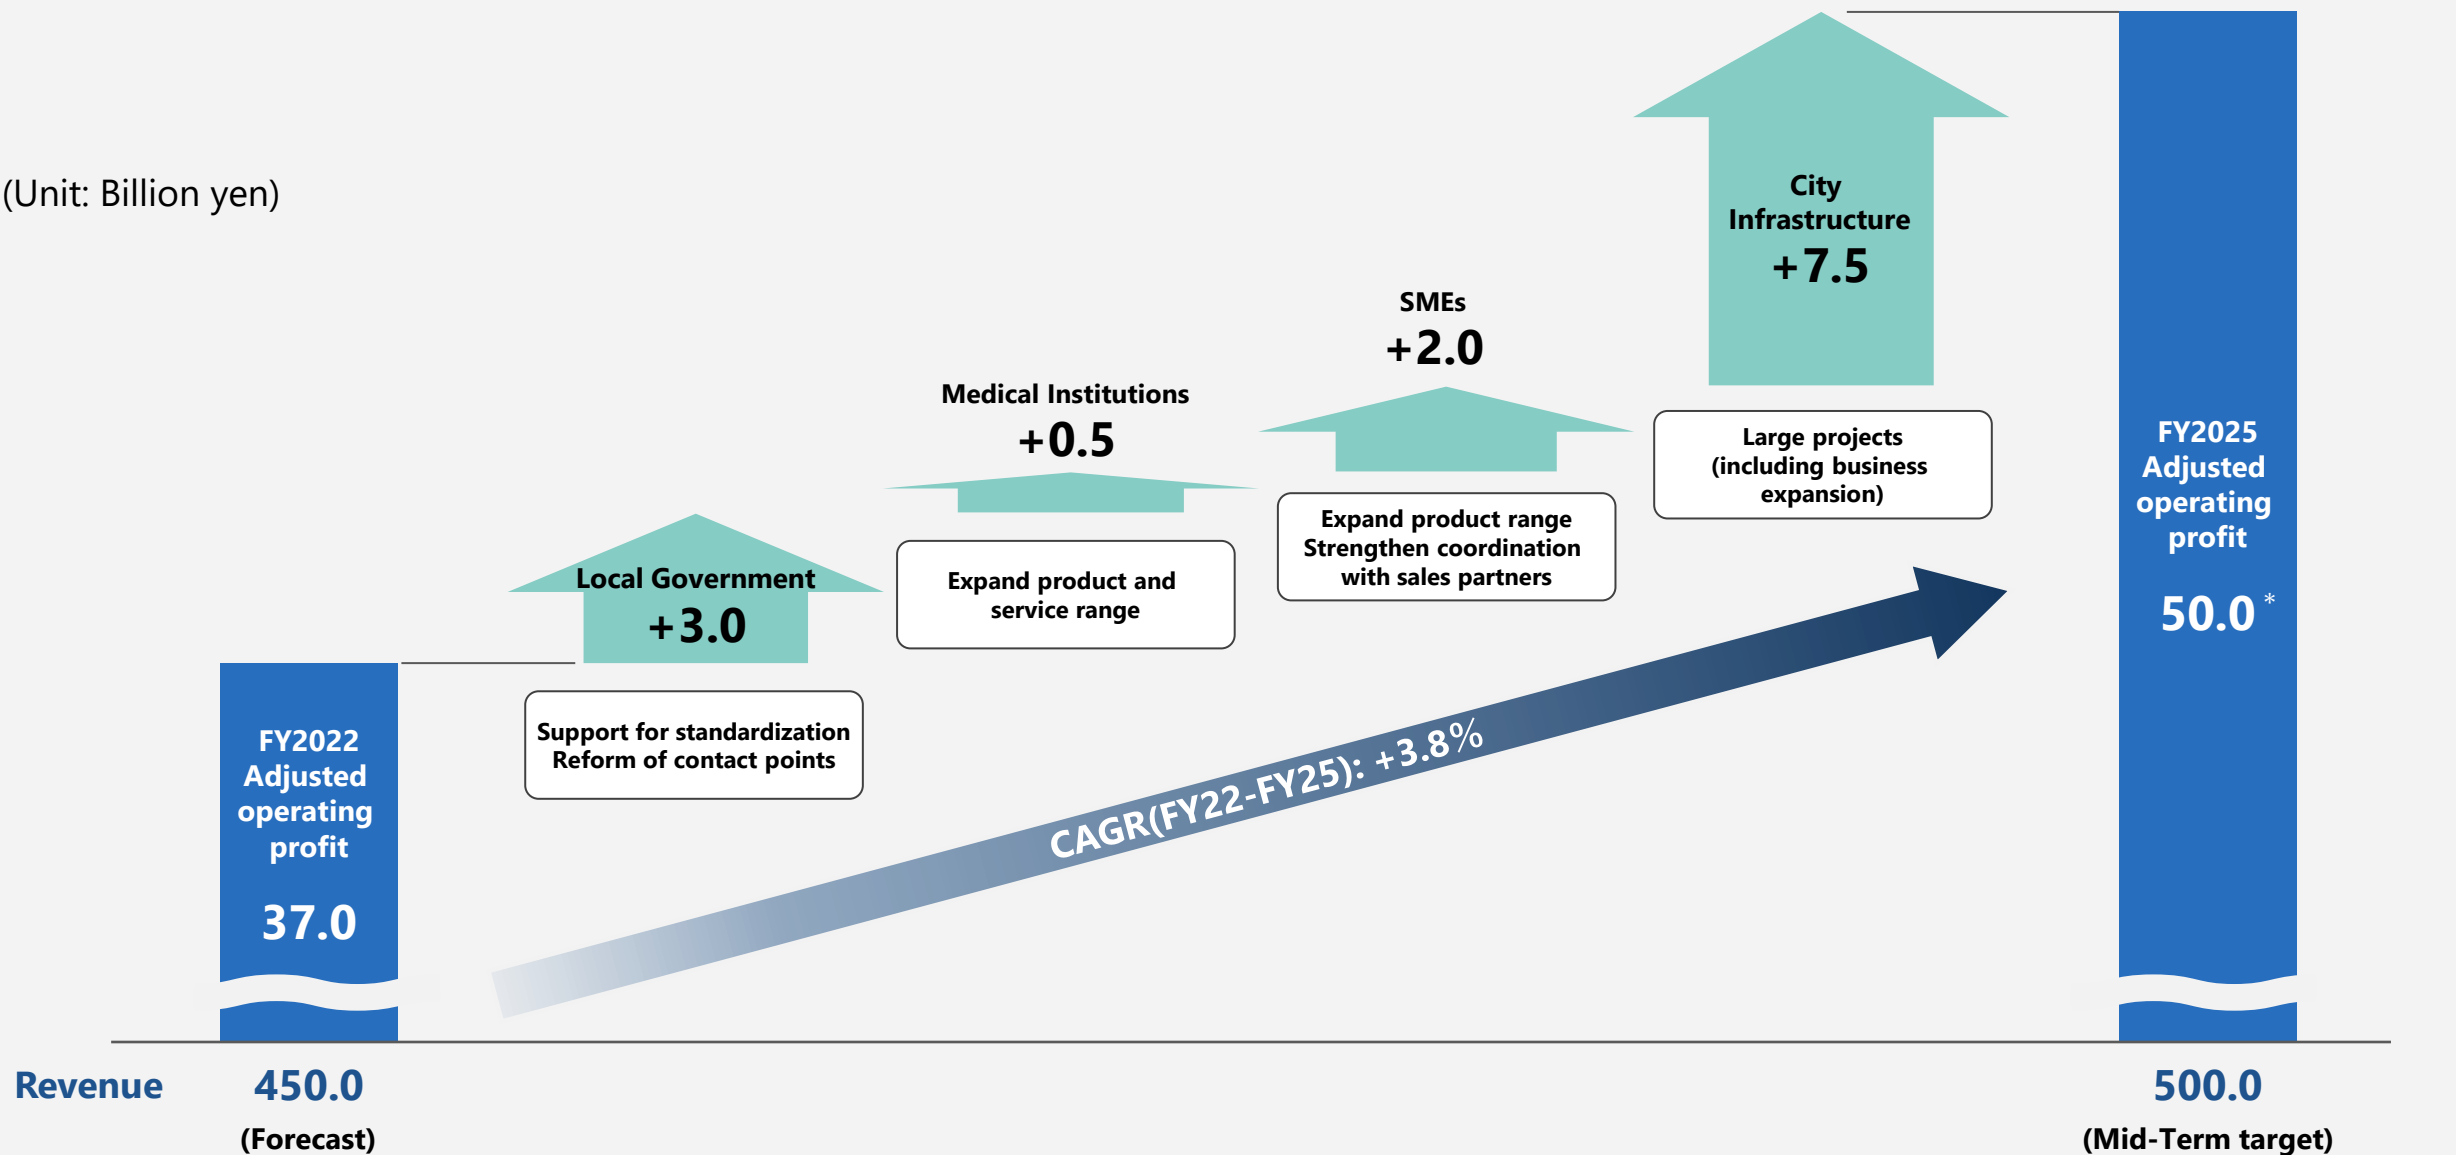 (Unit: Billion yen)
FY2022
Adjusted
operating
profit
37.0
Local Government
+3.0
Support for standardization
Reform of contact points
Medical Institutions
+0.5
Expand product and
service range
SMEs
+2.0
Expand product range
Strengthen coordination
with sales partners
City
Infrastructure
+7.5
Large projects
(including business
expansion)
CAGR(FY22-FY25): +3.8%
FY2025
Adjusted
operating
profit
50.0 *
Revenue
450.0
(Forecast)
500.0
(Mid-Term target)